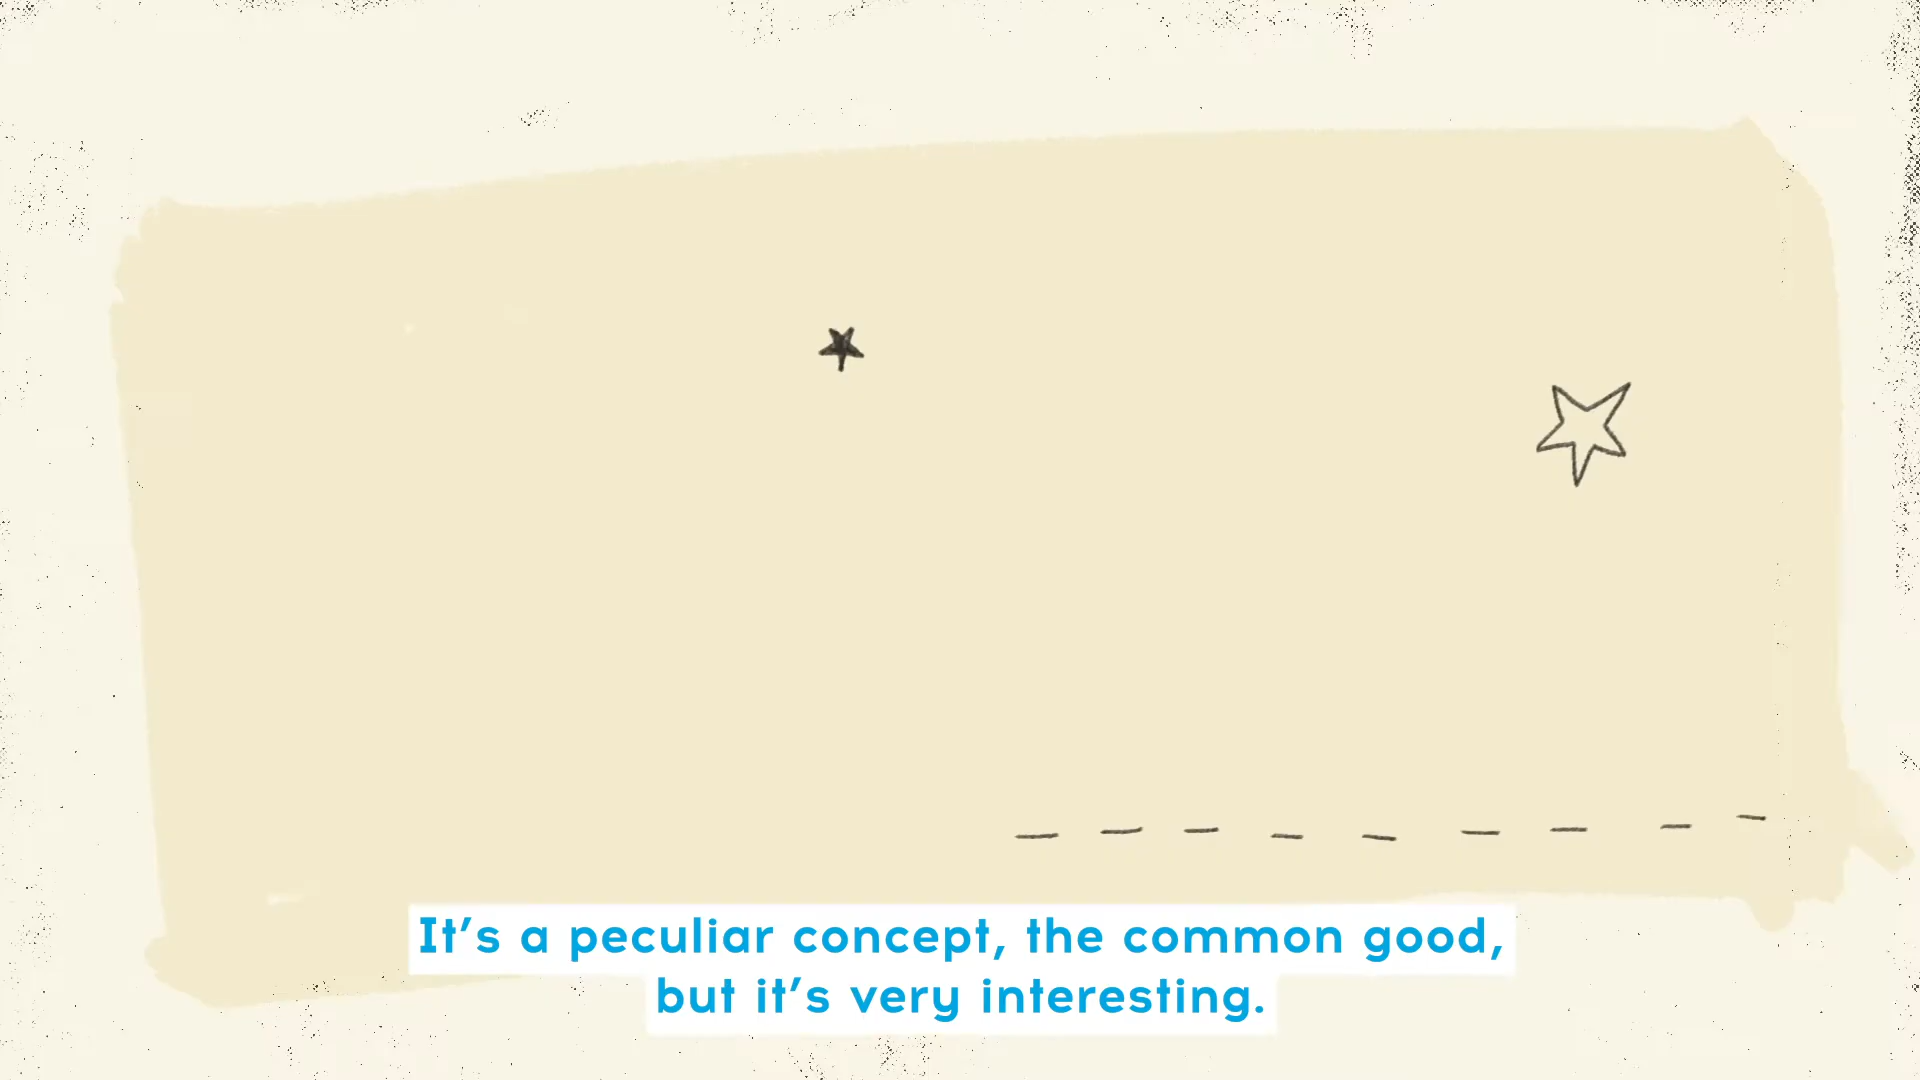 It’s a peculiar concept, the common good,
but it’s very interesting.